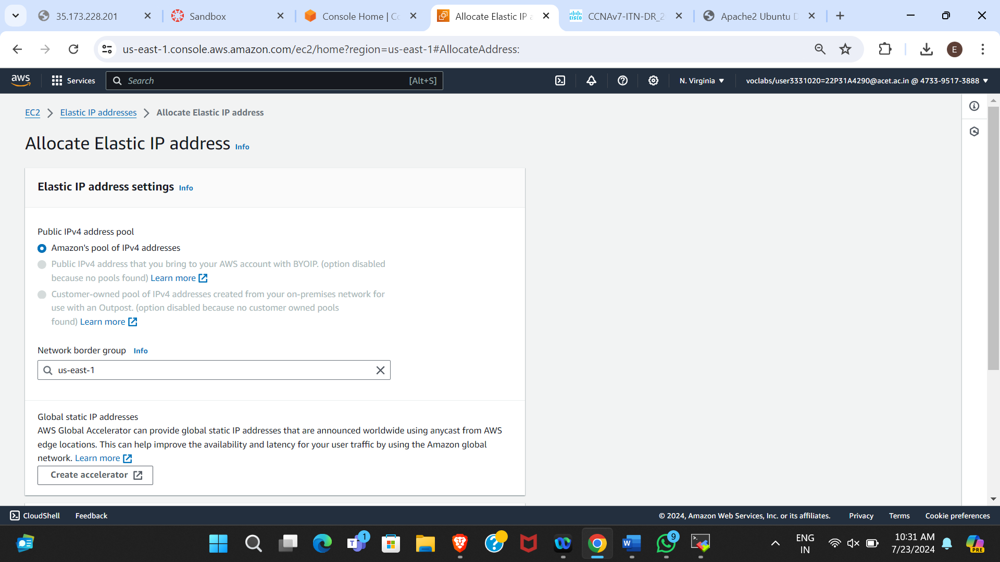 35.173.228.201
Sandbox
Console Home | Co
Allocate Elastic IP a
CCNAv7-ITN-DR_2
Apache2 Ubuntu D
us-east-1.console.aws.amazon.com/ec2/home?region=us-east-1#AllocateAddress:
E
aws
Services
Search
[Alt+S]
N. Virginia
voclabs/user3331020=22P31A4290@acet.ac.in @ 4733-9517-3888
EC2
Elastic IP addresses
Allocate Elastic IP address
Allocate Elastic IP address Info
Elastic IP address settings Info
Public IPv4 address pool
Amazon's pool of IPv4 addresses
Public IPv4 address that you bring to your AWS account with BYOIP. (option disabled
because no pools found) Learn more
Customer-owned pool of IPv4 addresses created from your on-premises network for
use with an Outpost. (option disabled because no customer owned pools
found) Learn more
Network border group Info
us-east-1
Global static IP addresses
AWS Global Accelerator can provide global static IP addresses that are announced worldwide using anycast from AWS
edge locations. This can help improve the availability and latency for your user traffic by using the Amazon global
network. Learn more
Create accelerator
CloudShell
Feedback
© 2024, Amazon Web Services, Inc. or its affiliates.
Privacy
Terms
Cookie preferences
1
9
ENG
IN
10:31 AM
7/23/2024
PRE